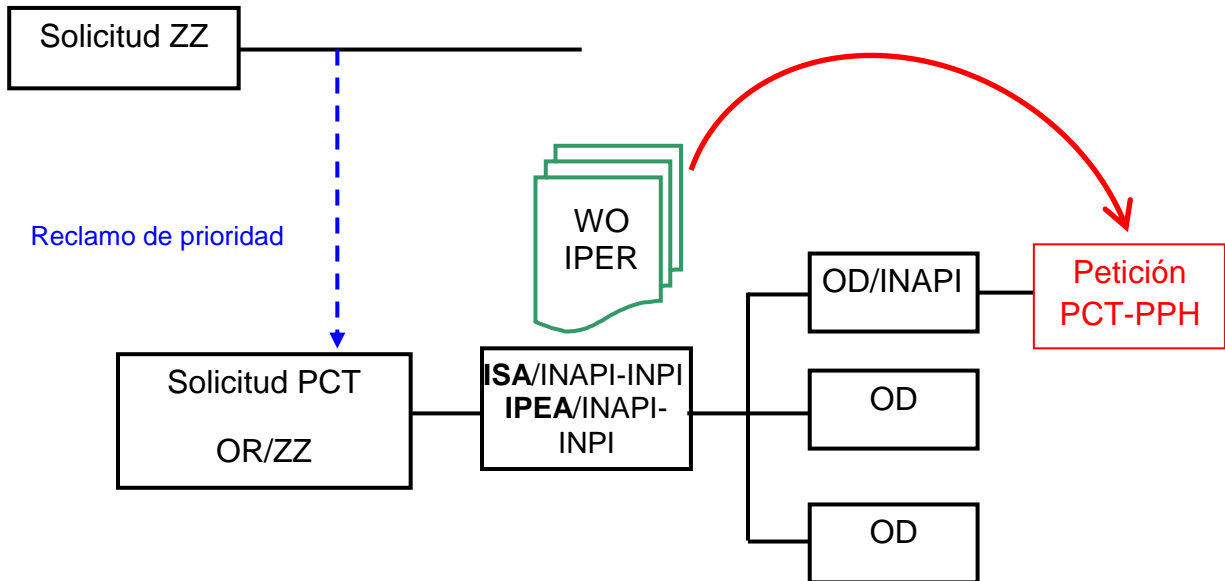 Solicitud ZZ
Reclamo de prioridad
WO
IPER
Solicitud PCT
OR/ZZ
ISA/INAPI-INPI
IPEA/INAPI-
INPI
OD/INAPI
OD
OD
Petición
PCT-PPH